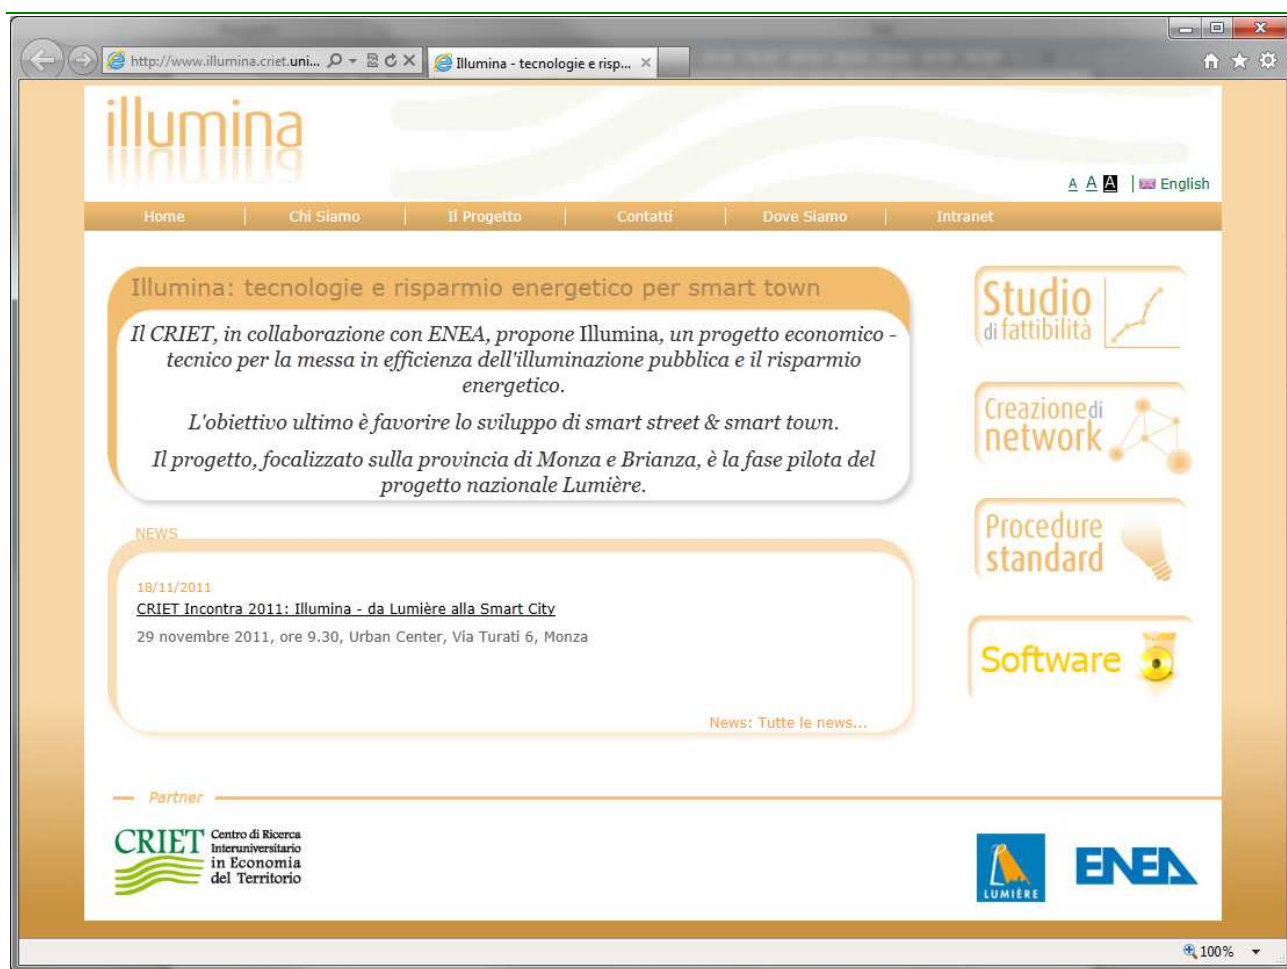 http://www.illumina.criet.uni...
Illumina - tecnologie e risp...
illumina
A A A | English
Home | Chi Siamo | Il Progetto | Contatti | Dove Siamo | Intranet
Illumina: tecnologie e risparmio energetico per smart town
Il CRIET, in collaborazione con ENEA, propone Illumina, un progetto economico -
tecnico per la messa in efficienza dell'illuminazione pubblica e il risparmio
energetico.
L'obiettivo ultimo è favorire lo sviluppo di smart street & smart town.
Il progetto, focalizzato sulla provincia di Monza e Brianza, è la fase pilota del
progetto nazionale Lumière.
Studio
di fattibilità
Creazione di
network
Procedure
standard
Software
NEWS
18/11/2011
CRIET Incontra 2011: Illumina - da Lumière alla Smart City
29 novembre 2011, ore 9.30, Urban Center, Via Turati 6, Monza
News: Tutte le news...
Partner
CRIET
Centro di Ricerca
Interuniversitario
in Economia
del Territorio
LUMIÈRE
ENEA
100%